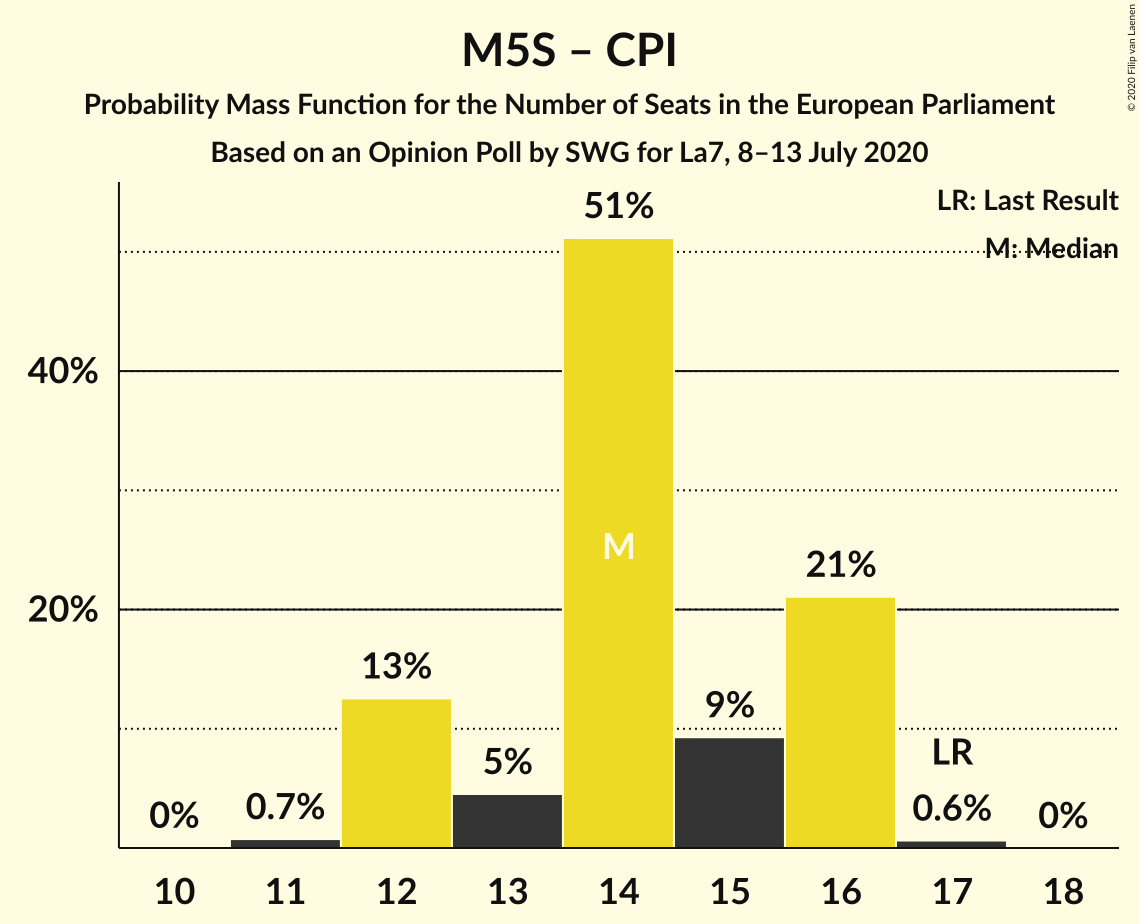 M5S – CPI
Probability Mass Function for the Number of Seats in the European Parliament
Based on an Opinion Poll by SWG for La7, 8–13 July 2020
© 2020 Filip van Laenen
LR: Last Result
M: Median
40%
20%
0%
0.7%
13%
5%
51%
M
9%
21%
LR
0.6%
0%
10 11 12 13 14 15 16 17 18